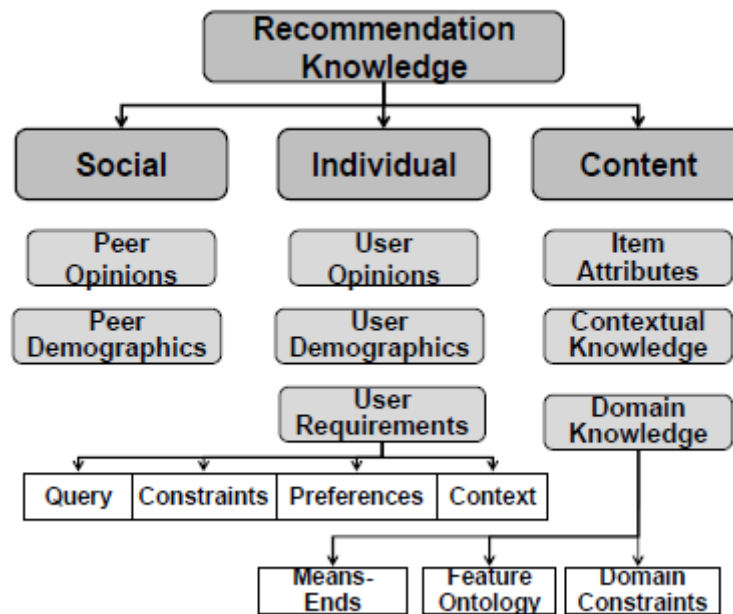 Recommendation
Knowledge
Social
Individual
Content
Peer
Opinions
User
Opinions
Item
Attributes
Peer
Demographics
User
Demographics
Contextual
Knowledge
User
Requirements
Domain
Knowledge
Query
Constraints
Preferences
Context
Means-
Ends
Feature
Ontology
Domain
Constraints